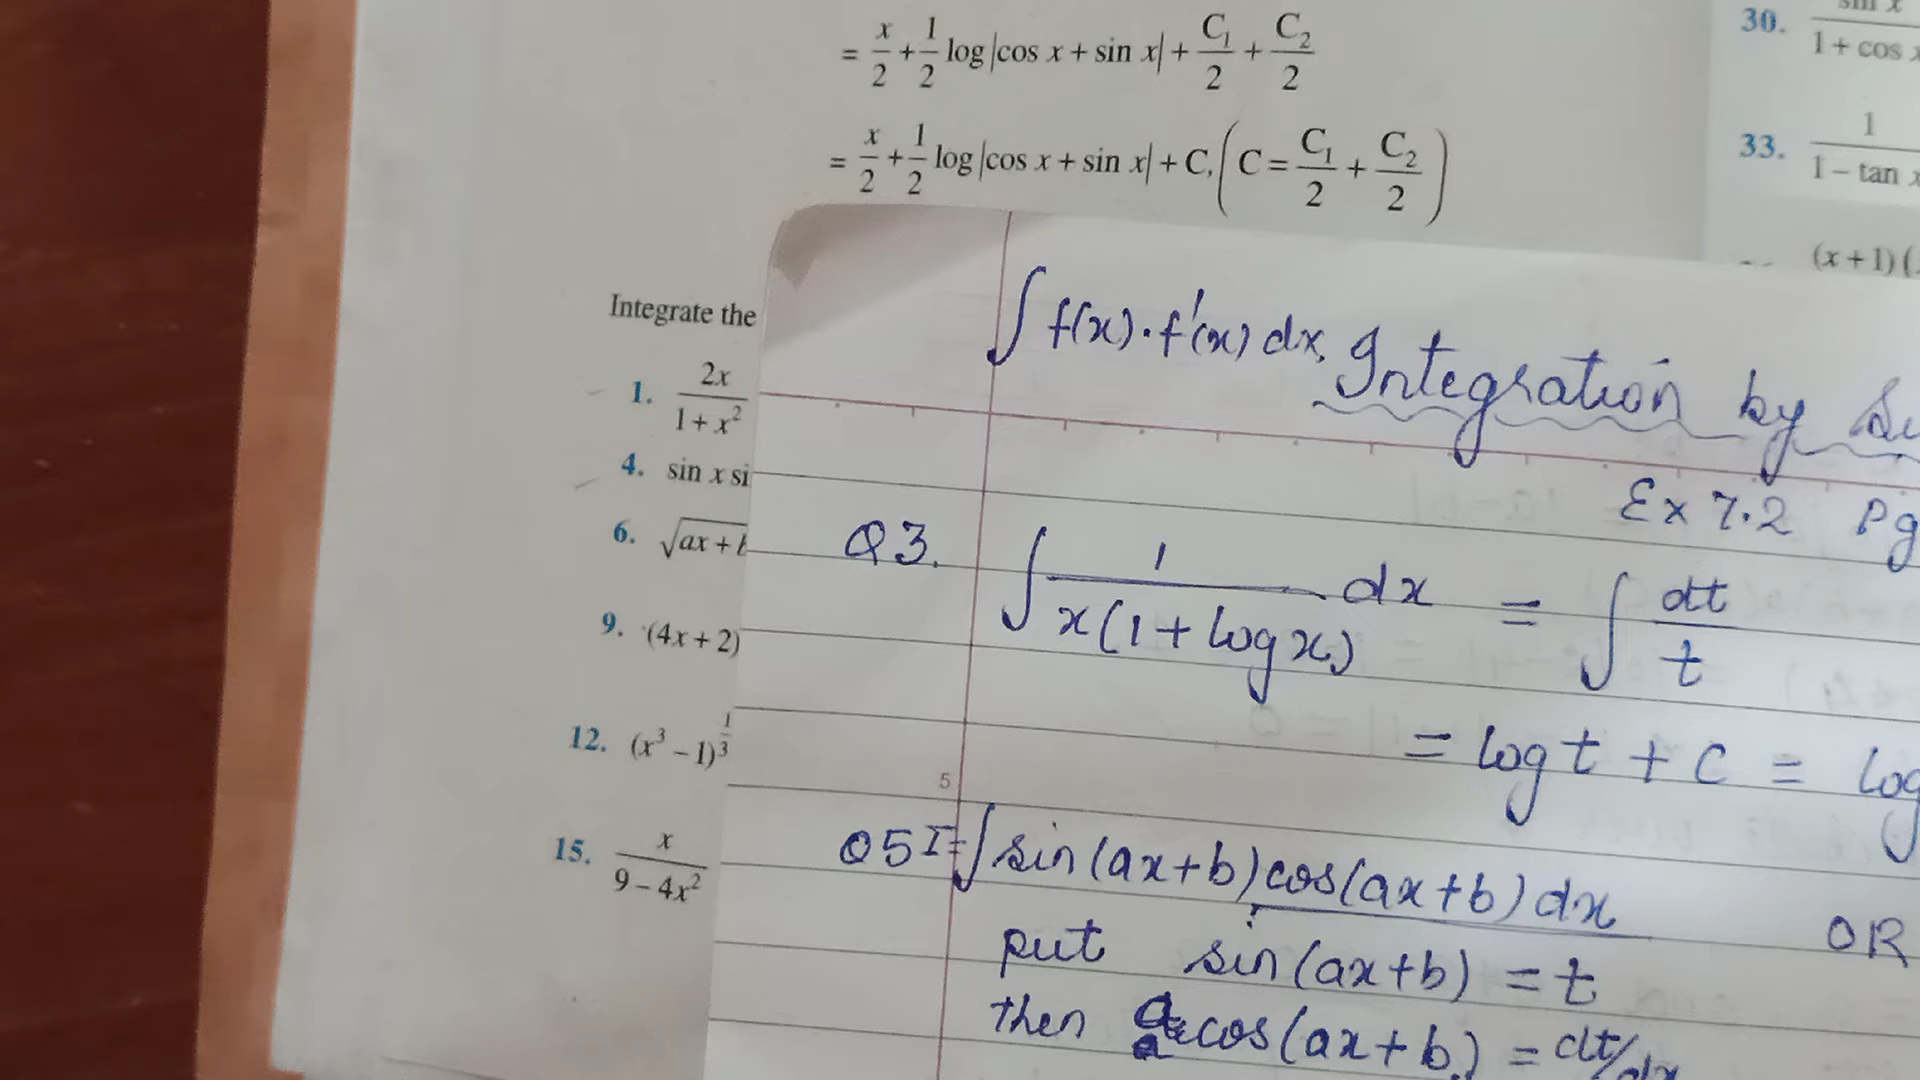 = x/2 + 1/2 log |cos x + sin x| + C₁/2 + C₂/2
= x/2 + 1/2 log |cos x + sin x| + C, (C = C₁/2 + C₂/2)
30. sin x / 1 + cos x
33. 1 / 1 – tan x
(x + 1) (
Integrate the
1. 2x / 1 + x²
4. sin x si
6. √ax + b
9. (4x + 2)
12. (x³ – 1)^1/3
15. x / 9 – 4x²
∫ f(x)·f'(x) dx, Integration by Su
Ex 7.2 Pg
Q3. ∫ 1 / x(1 + log x) dx = ∫ dt / t
= log t + C = log
5
Q5 I = ∫ sin(ax+b) cos(ax+b) dx
OR
put sin(ax+b) = t
then a cos(ax+b) = dt/dx